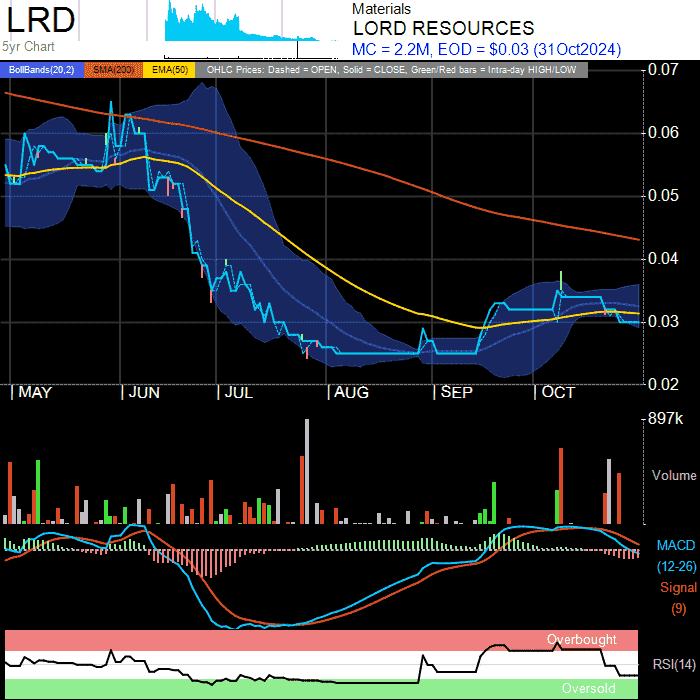 LRD
5yr Chart
Materials
LORD RESOURCES
MC = 2.2M, EOD = $0.03 (31Oct2024)
BollBands(20,2) SMA(200) EMA(50) OHLC Prices: Dashed = OPEN, Solid = CLOSE, Green/Red bars = Intra-day HIGH/LOW
0.07
0.06
0.05
0.04
0.03
0.02
MAY JUN JUL AUG SEP OCT
897k
Volume
MACD
(12-26)
Signal
(9)
Overbought
RSI(14)
Oversold